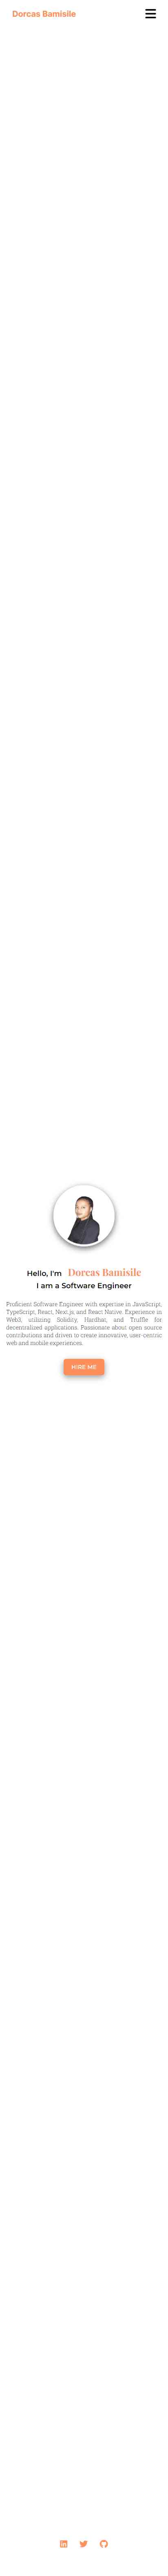 Dorcas Bamisile
Hello, I'm Dorcas Bamisile
I am a Software Engineer
Proficient Software Engineer with expertise in JavaScript,
TypeScript, React, Next.js, and React Native. Experience in
Web3, utilising Solidity, Hardhat, and Truffle for
decentralised applications. Passionate about open source
contributions and driven to create innovative, user-centric
web and mobile experiences.
HIRE ME